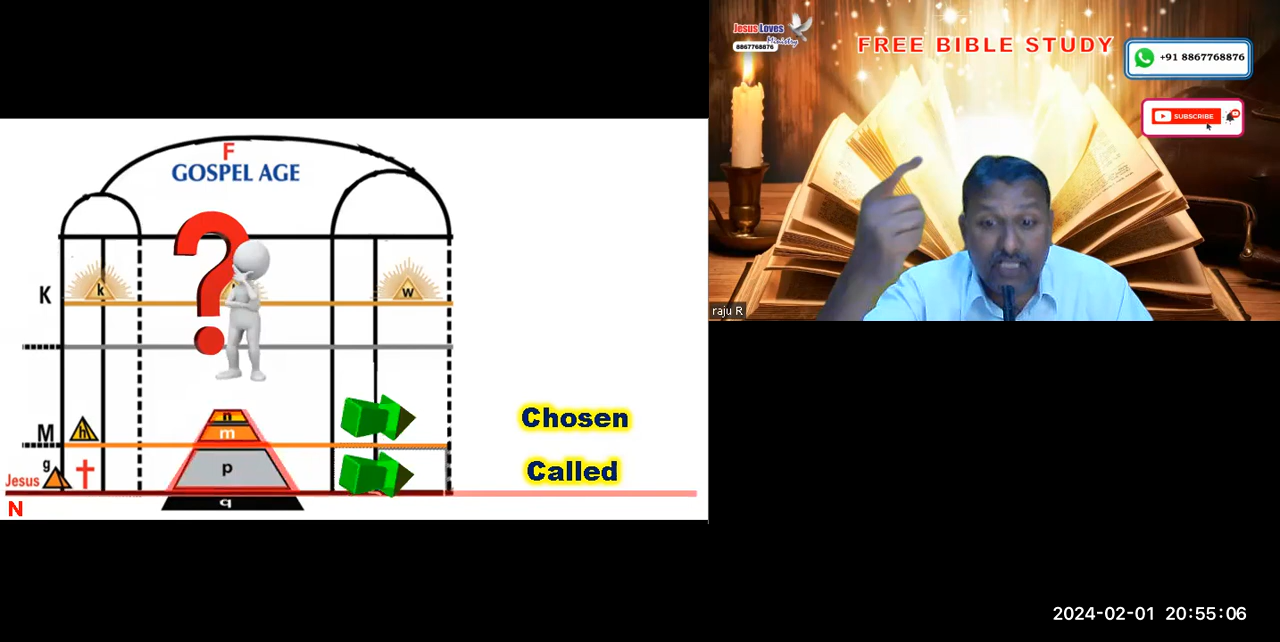 F
GOSPEL AGE
K
k
w
M
h
n
m
g
Jesus
p
q
N
Chosen
Called
Jesus Loves
Ministry
8867768876
FREE BIBLE STUDY
+91 8867768876
SUBSCRIBE
raju R
2024-02-01 20:55:06